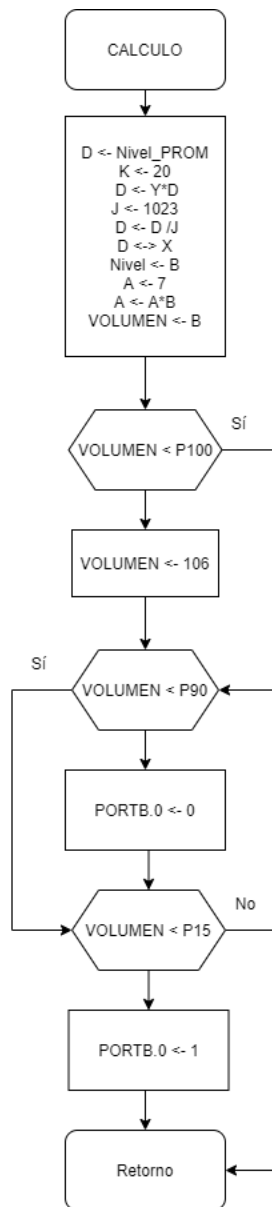 CALCULO
D <- Nivel_PROM
K <- 20
D <- Y*D
J <- 1023
D <- D /J
D <-> X
Nivel <- B
A <- 7
A <- A*B
VOLUMEN <- B
Sí
VOLUMEN < P100
VOLUMEN <- 106
Sí
VOLUMEN < P90
PORTB.0 <- 0
No
VOLUMEN < P15
PORTB.0 <- 1
Retorno